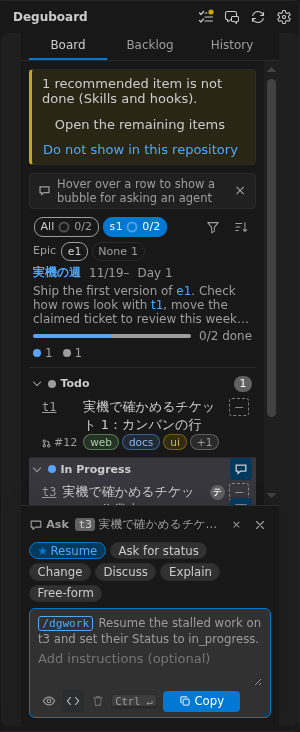 Deguboard
Board Backlog History
1 recommended item is not
done (Skills and hooks).
Open the remaining items
Do not show in this repository
Hover over a row to show a
bubble for asking an agent
All 0/2 s1 0/2
Epic e1 None 1
実機の週 11/19– Day 1
Ship the first version of e1. Check
how rows look with t1, move the
claimed ticket to review this week…
0/2 done
1 1
Todo 1
t1 実機で確かめるチケッ
ト 1：カンバンの行
#12 web docs ui +1
In Progress
t3 実機で確かめるチケッ テ
Ask t3 実機で確かめるチケ…
Resume Ask for status
Change Discuss Explain
Free-form
/dgwork Resume the stalled work on
t3 and set their Status to in_progress.
Add instructions (optional)
Ctrl ↵ Copy